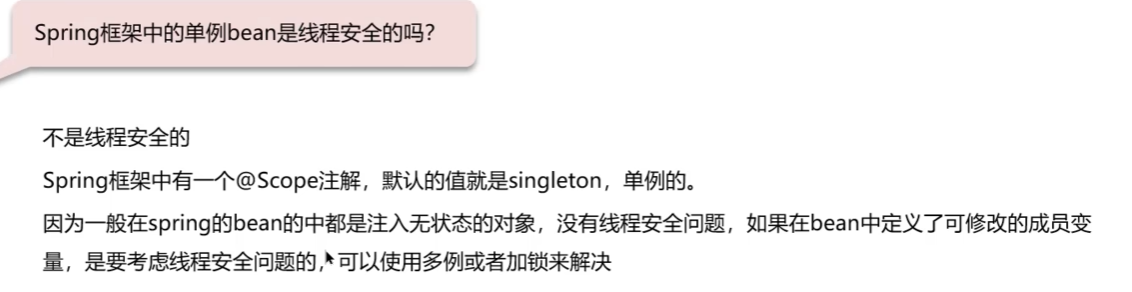 Spring框架中的单例bean是线程安全的吗？
不是线程安全的
Spring框架中有一个@Scope注解，默认的值就是singleton，单例的。
因为一般在spring的bean的中都是注入无状态的对象，没有线程安全问题，如果在bean中定义了可修改的成员变
量，是要考虑线程安全问题的，可以使用多例或者加锁来解决